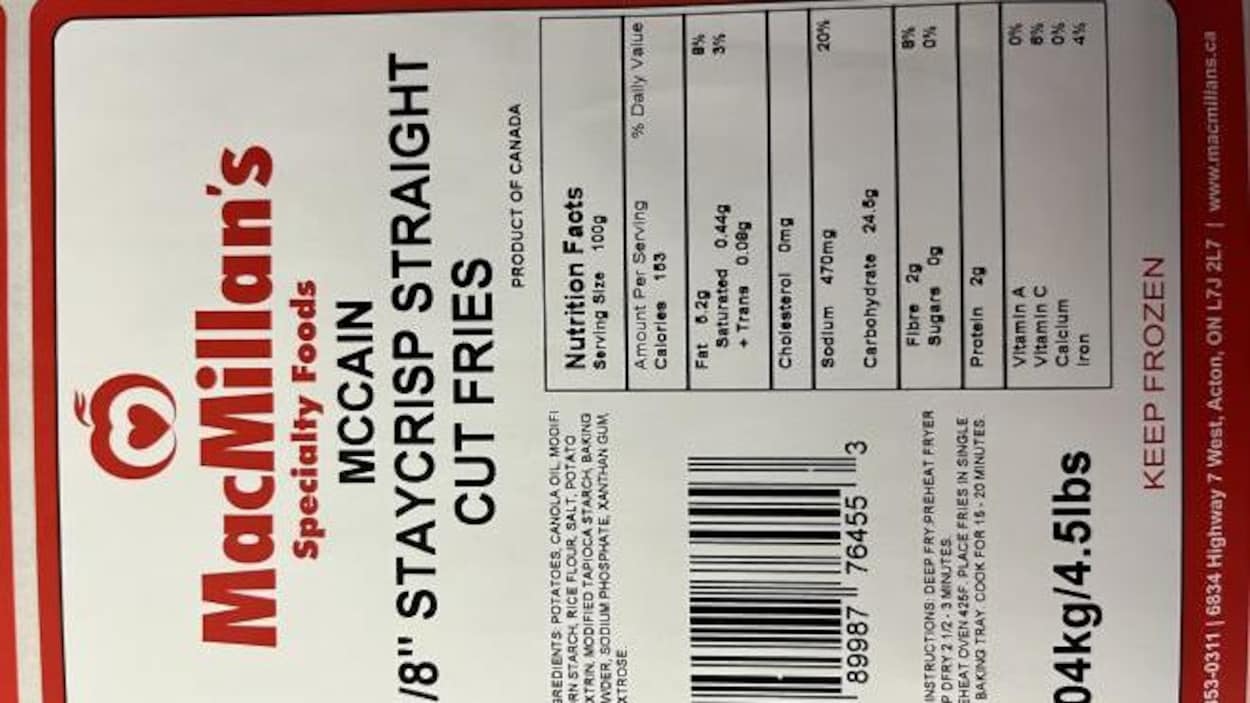 MacMillan's
Specialty Foods
MCCAIN
/8" STAYCRISP STRAIGHT
CUT FRIES
PRODUCT OF CANADA
GREDIENTS: POTATOES, CANOLA OIL, MODIFI
RN STARCH, RICE FLOUR, SALT, POTATO
XTRIN, MODIFIED TAPIOCA STARCH, BAKING
WDER, SODIUM PHOSPHATE, XANTHAN GUM,
XTROSE.
Nutrition Facts
Serving Size 100g
Amount Per Serving % Daily Value
Calories 153
Fat 5.2g 8%
Saturated 0.44g 3%
+ Trans 0.08g
Cholesterol 0mg
Sodium 470mg 20%
Carbohydrate 24.5g
Fibre 2g 8%
Sugars 0g 0%
Protein 2g
Vitamin A 0%
Vitamin C 6%
Calcium 0%
Iron 4%
89987 76455 3
INSTRUCTIONS: DEEP FRY:PREHEAT FRYER
P DFRY 2 1/2 - 3 MINUTES.
EHEAT OVEN 425F. PLACE FRIES IN SINGLE
BAKING TRAY. COOK FOR 15 - 20 MINUTES.
04kg/4.5lbs
KEEP FROZEN
53-0311 | 6834 Highway 7 West, Acton, ON L7J 2L7 | www.macmillans.ca